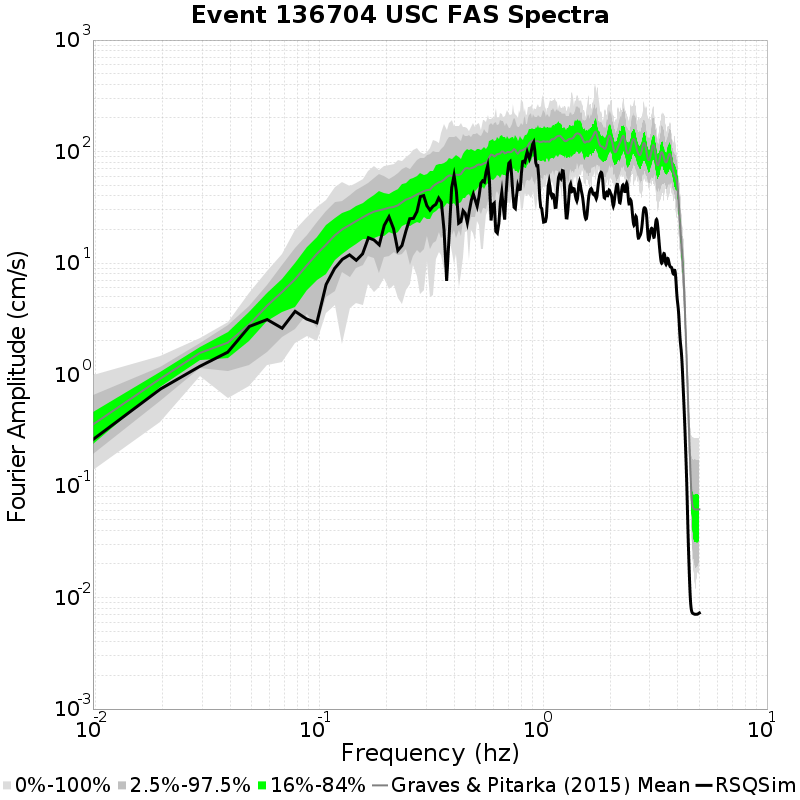 Event 136704 USC FAS Spectra
Fourier Amplitude (cm/s)
10^3
10^2
10^1
10^0
10^-1
10^-2
10^-3
10^-2 10^-1 10^0 10^1
Frequency (hz)
0%-100% 2.5%-97.5% 16%-84% Graves & Pitarka (2015) Mean RSQSim